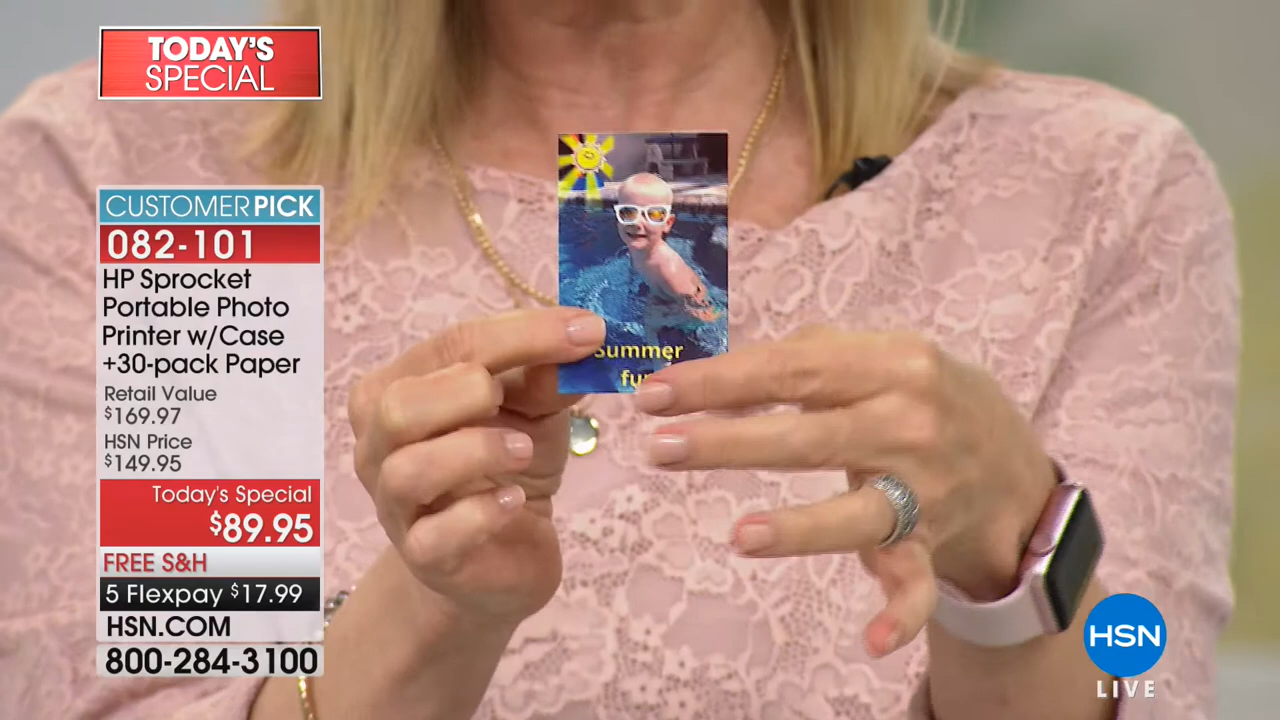 TODAY'S
SPECIAL
CUSTOMER PICK
082-101
HP Sprocket
Portable Photo
Printer w/Case
+30-pack Paper
Retail Value
$169.97
HSN Price
$149.95
Today's Special
$89.95
FREE S&H
5 Flexpay $17.99
HSN.COM
800-284-3100
Summer
fu
HSN
LIVE